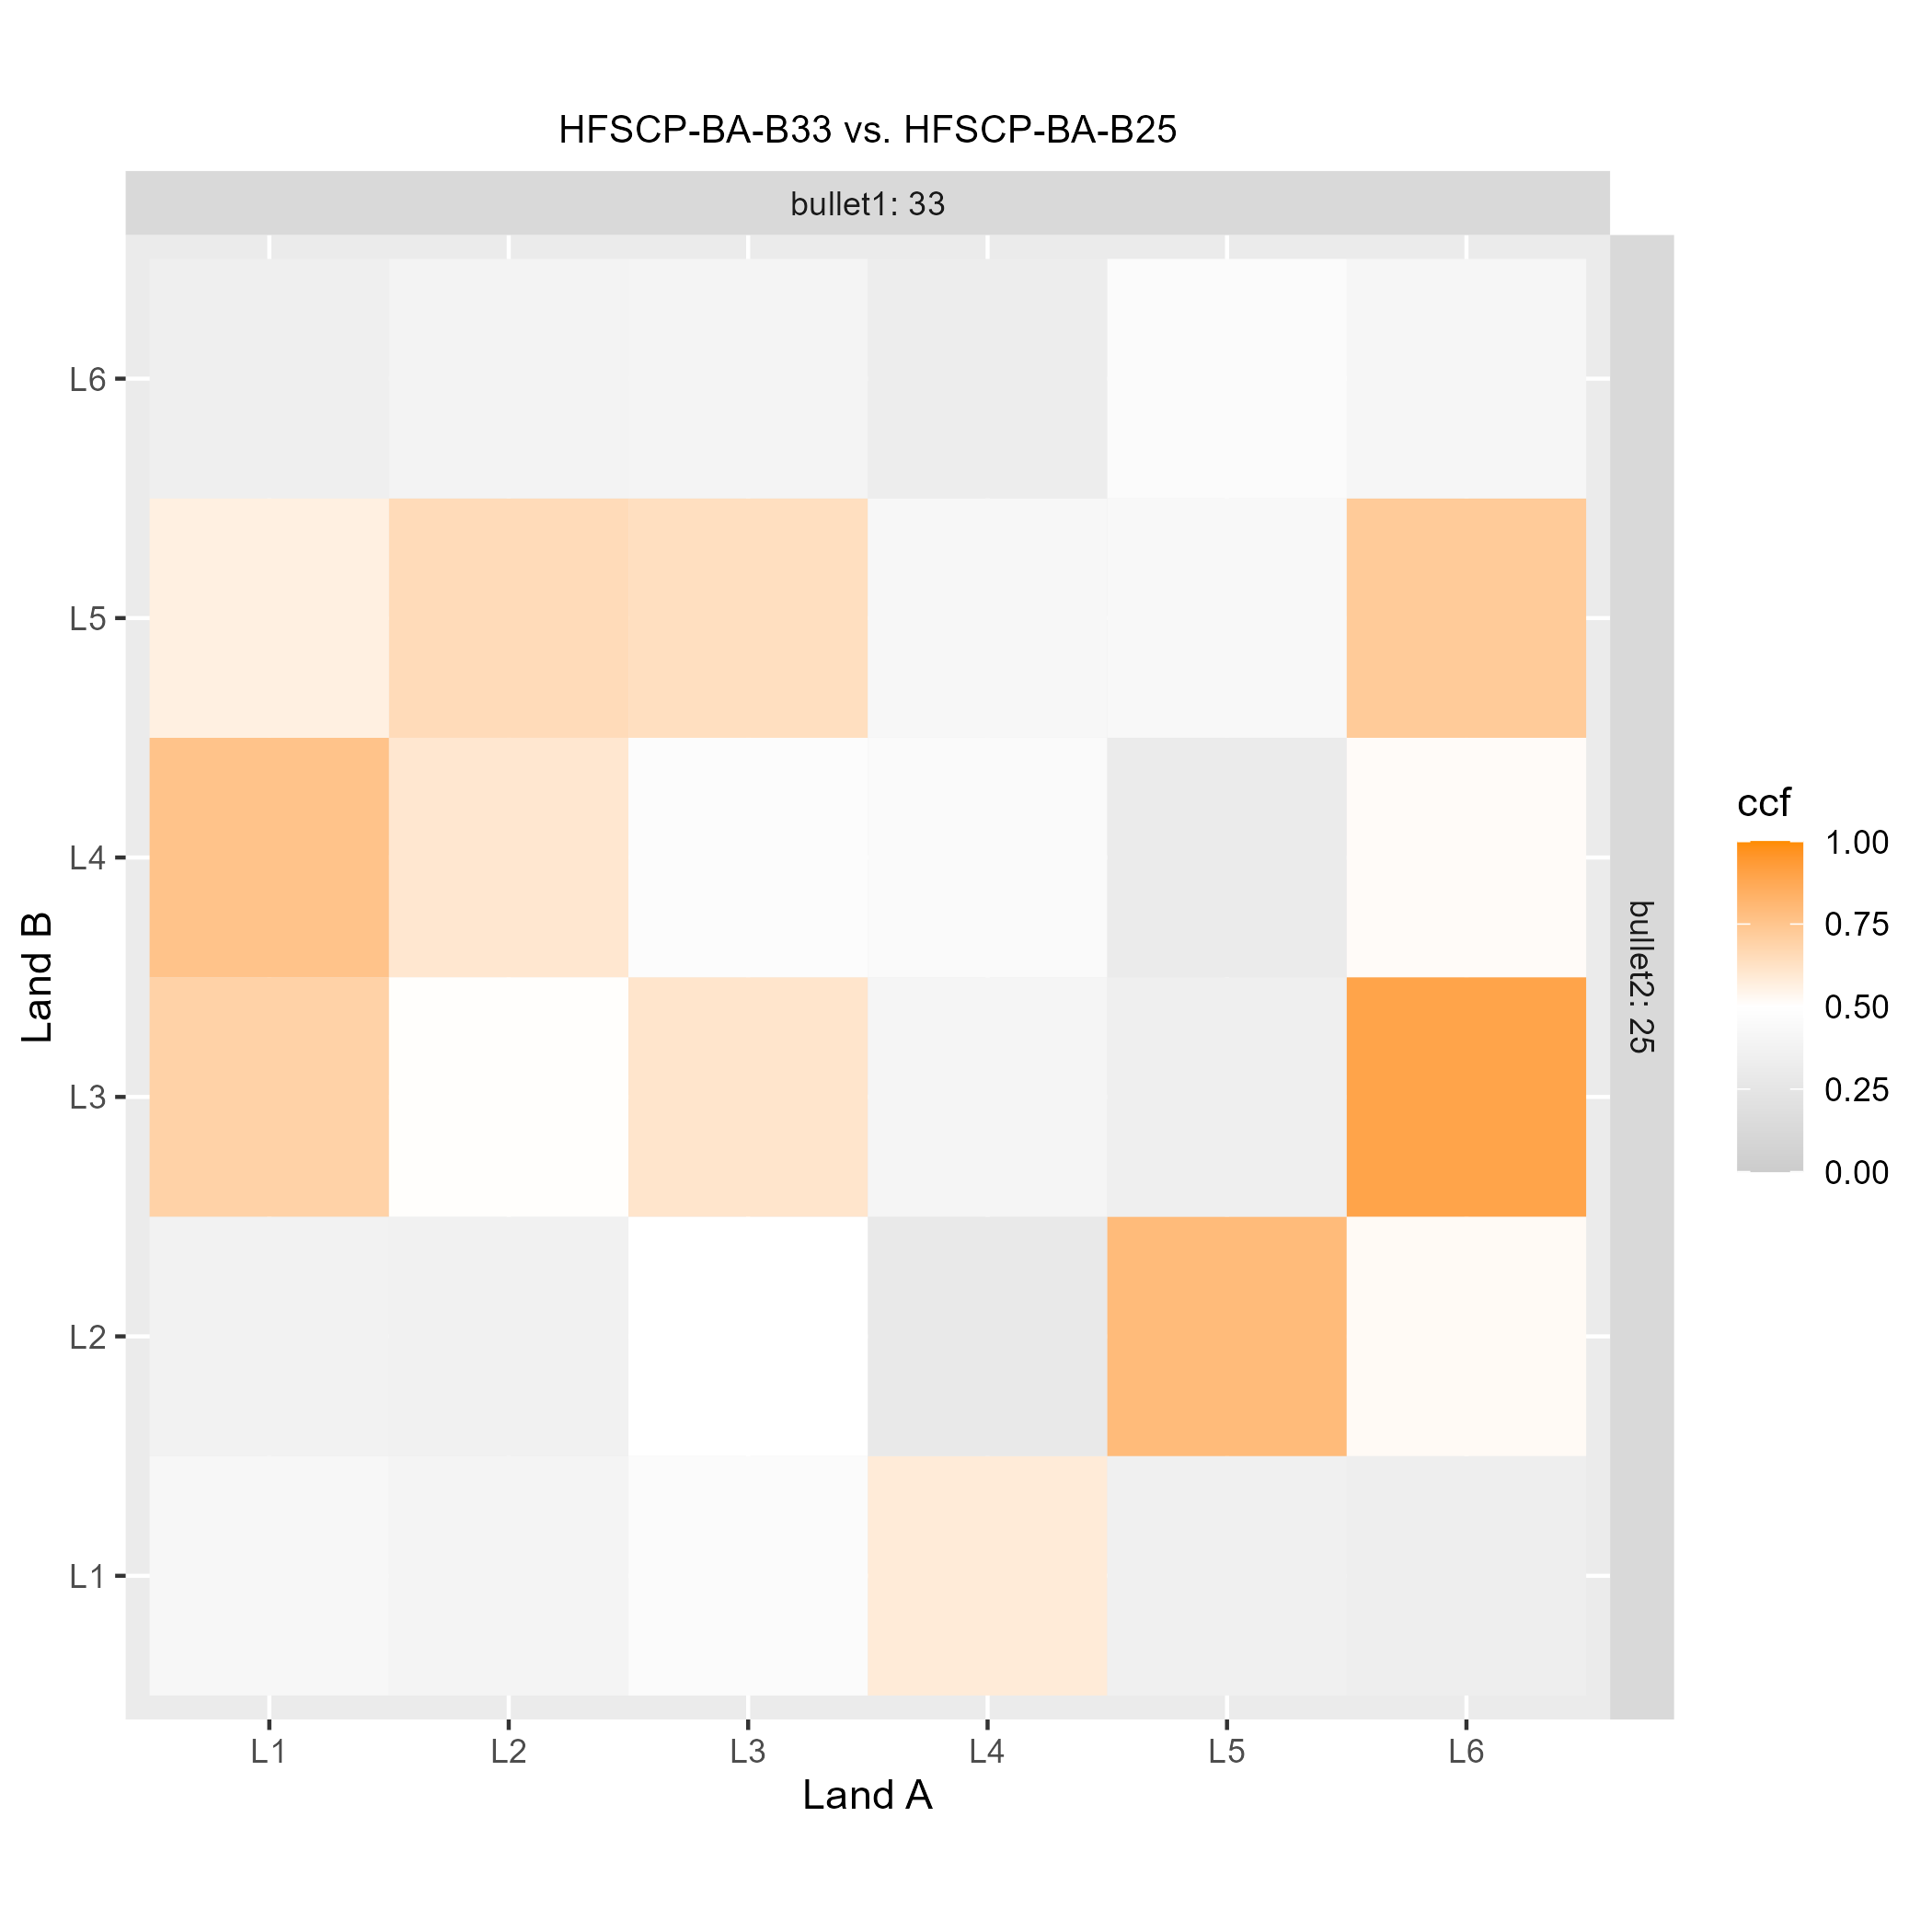 HFSCP-BA-B33 vs. HFSCP-BA-B25
bullet1: 33
L6
L5
L4
L3
L2
L1
Land B
bullet2: 25
L1 L2 L3 L4 L5 L6
Land A
ccf
1.00
0.75
0.50
0.25
0.00